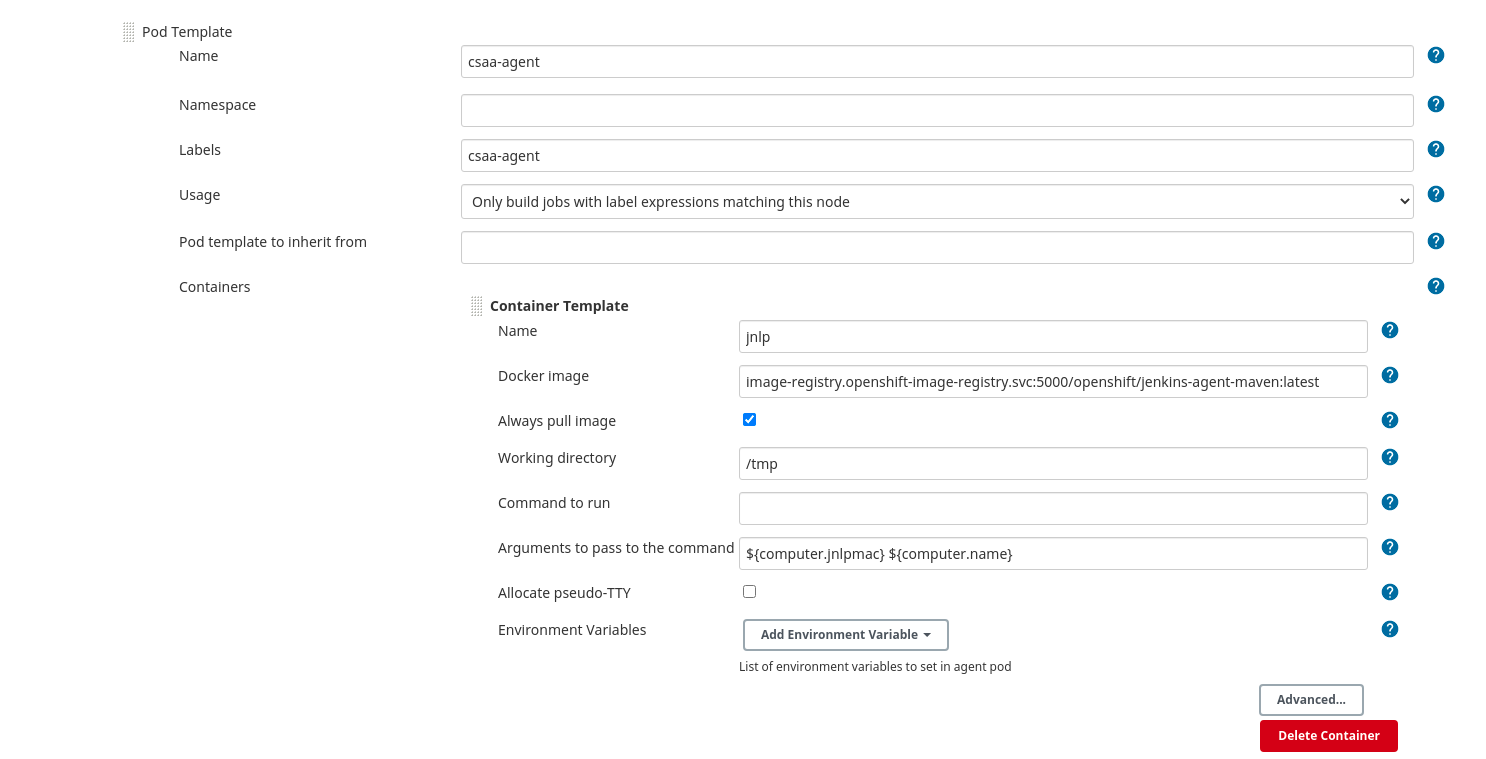 Pod Template
Name
csaa-agent
Namespace
Labels
csaa-agent
Usage
Only build jobs with label expressions matching this node
Pod template to inherit from
Containers
Container Template
Name
jnlp
Docker image
image-registry.openshift-image-registry.svc:5000/openshift/jenkins-agent-maven:latest
Always pull image
Working directory
/tmp
Command to run
Arguments to pass to the command
${computer.jnlpmac} ${computer.name}
Allocate pseudo-TTY
Environment Variables
Add Environment Variable
List of environment variables to set in agent pod
Advanced...
Delete Container